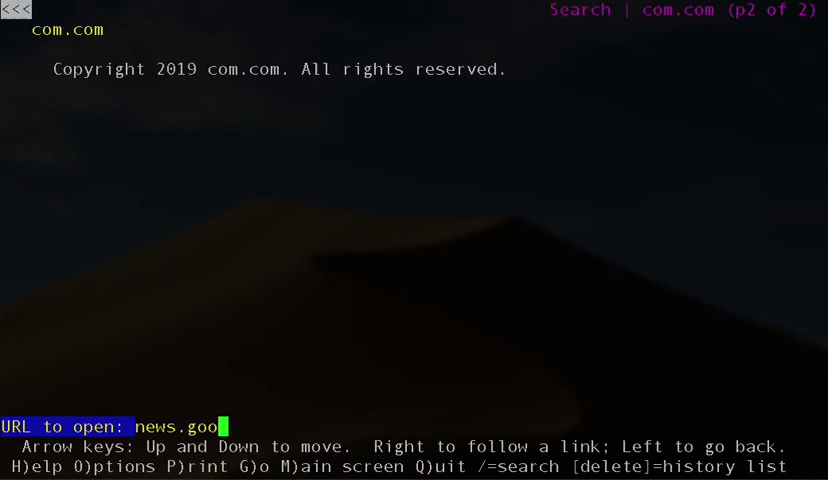 <<<
Search | com.com (p2 of 2)
com.com
Copyright 2019 com.com. All rights reserved.
URL to open: news.goo
Arrow keys: Up and Down to move.  Right to follow a link; Left to go back.
H)elp O)ptions P)rint G)o M)ain screen Q)uit /=search [delete]=history list